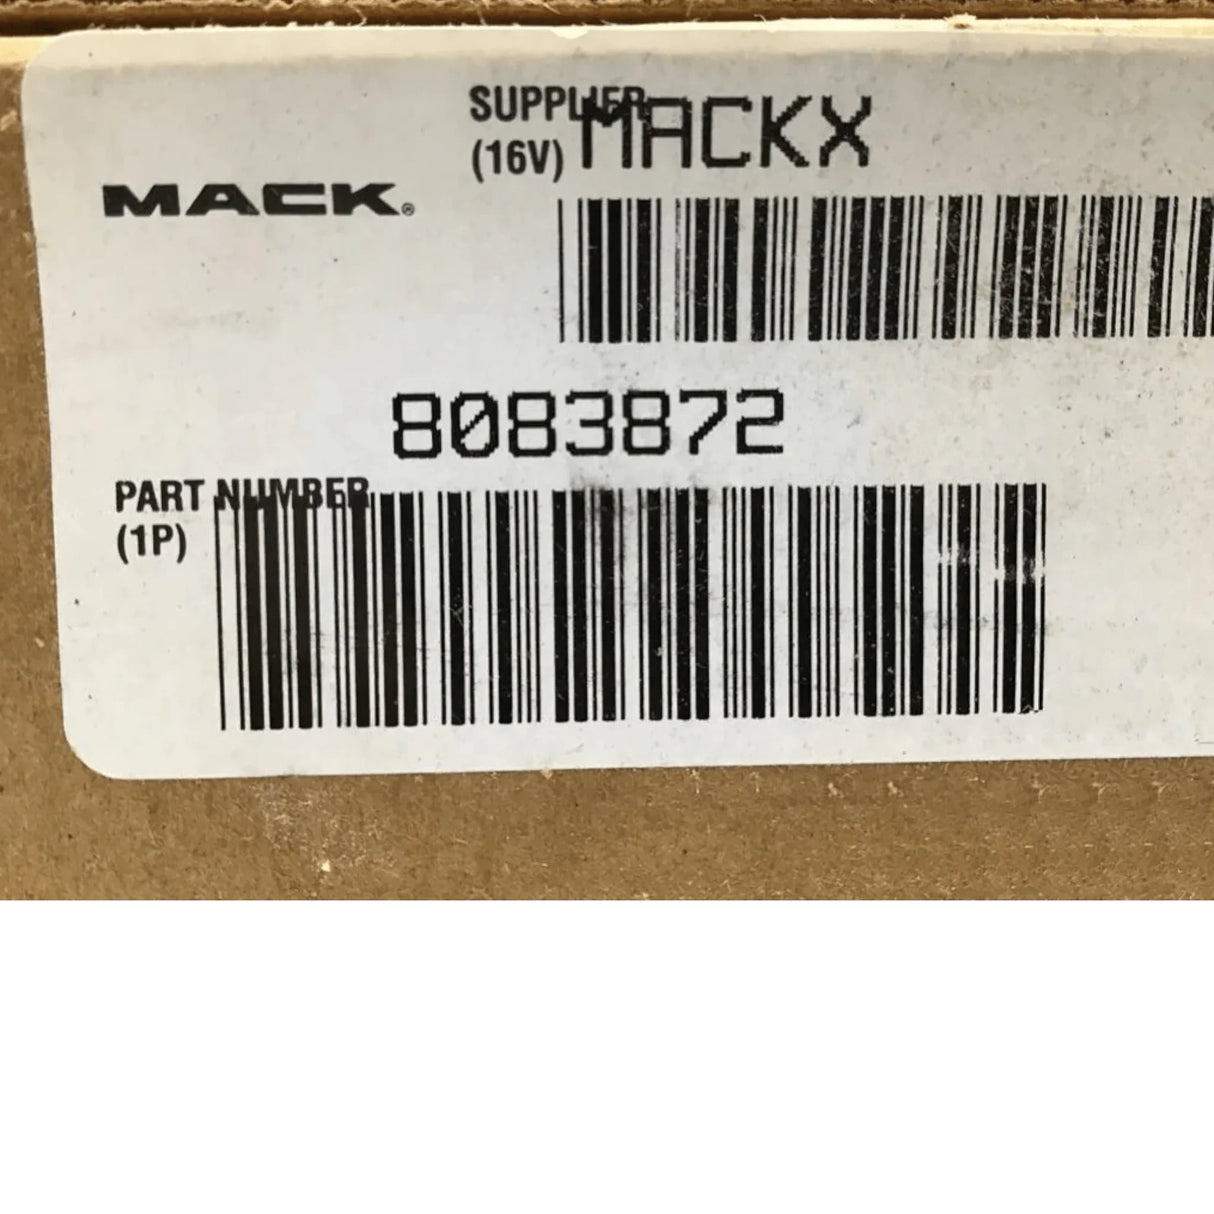 SUPPLIER MACKX
(16V)
MACK®
8083872
PART NUMBER
(1P)